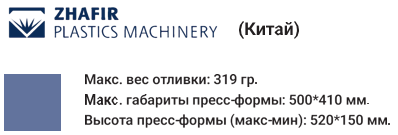 ZHAFIR
PLASTICS MACHINERY (Китай)
Макс. вес отливки: 319 гр.
Макс. габариты пресс-формы: 500*410 мм.
Высота пресс-формы (макс-мин): 520*150 мм.